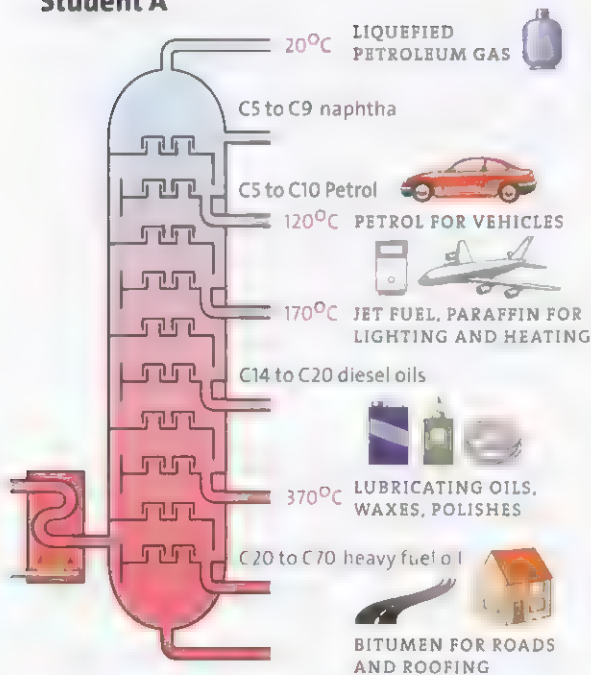 Student A
20°C LIQUEFIED
PETROLEUM GAS
C5 to C9 naphtha
C5 to C10 Petrol
120°C PETROL FOR VEHICLES
170°C JET FUEL, PARAFFIN FOR
LIGHTING AND HEATING
C14 to C20 diesel oils
370°C LUBRICATING OILS,
WAXES, POLISHES
C20 to C70 heavy fuel oil
BITUMEN FOR ROADS
AND ROOFING